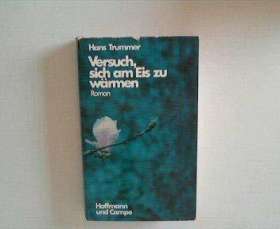 Hans Trummer
Versuch,
sich am Eis zu
wärmen
Roman
Hoffmann
und Campe